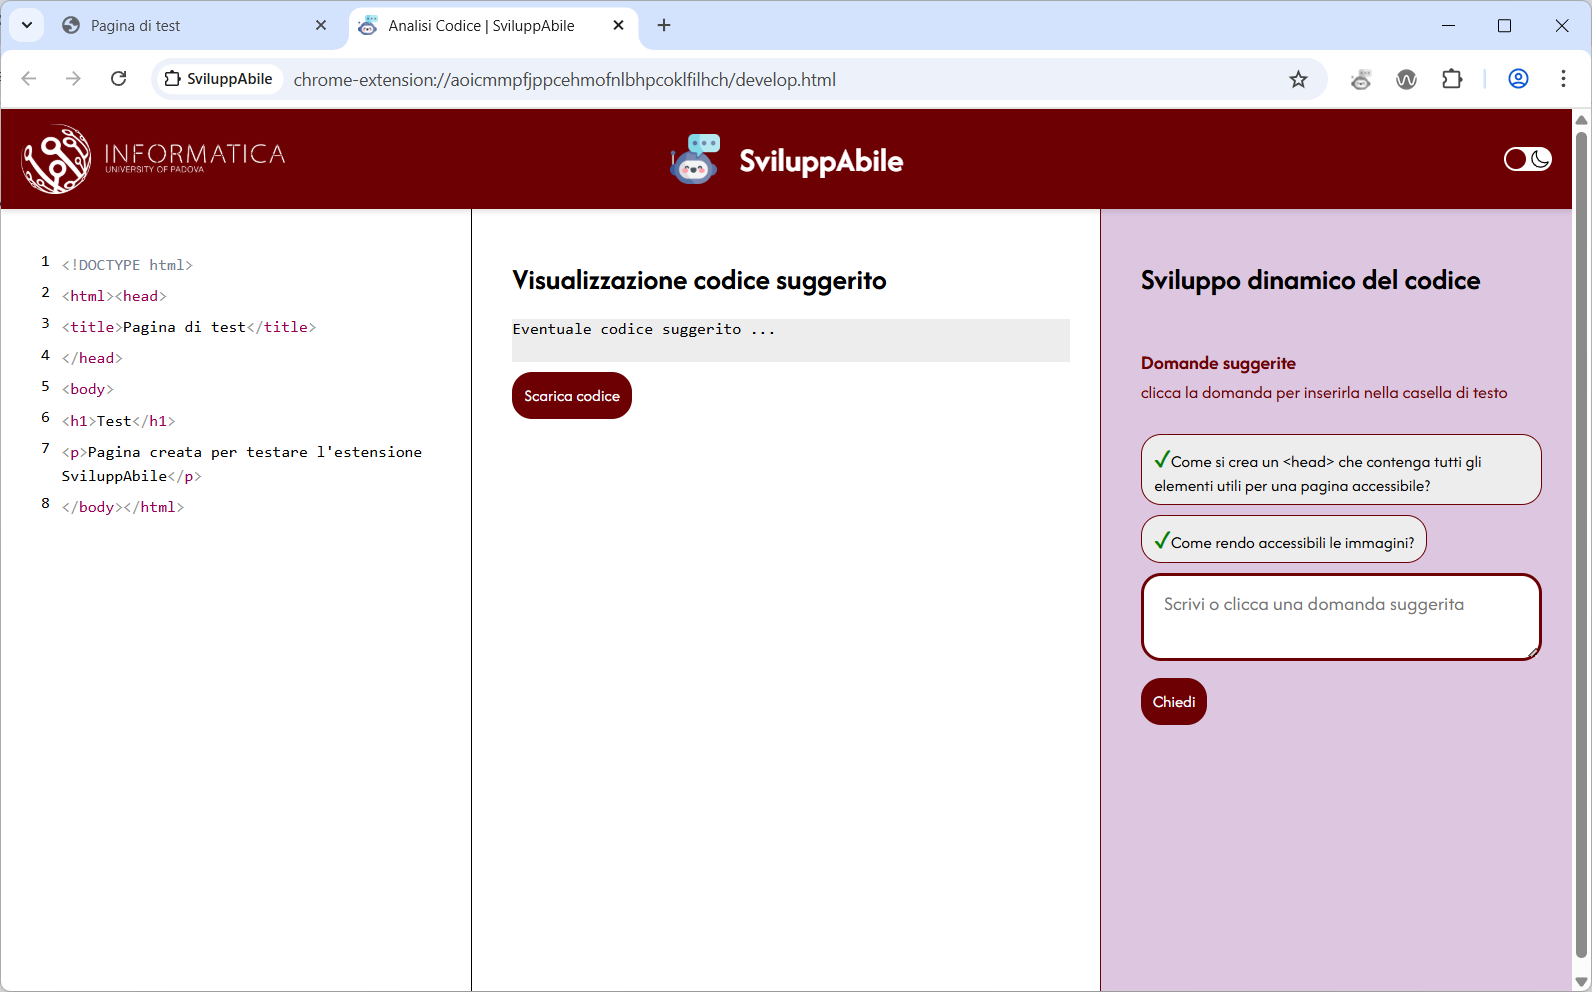 Pagina di test
Analisi Codice | SviluppAbile
SviluppAbile
chrome-extension://aoicmmpfjppcehmofnlbhpcoklfilhch/develop.html
INFORMATICA
UNIVERSITY OF PADOVA
SviluppAbile
1 <!DOCTYPE html>
2 <html><head>
3 <title>Pagina di test</title>
4 </head>
5 <body>
6 <h1>Test</h1>
7 <p>Pagina creata per testare l'estensione
SviluppAbile</p>
8 </body></html>
Visualizzazione codice suggerito
Eventuale codice suggerito ...
Scarica codice
Sviluppo dinamico del codice
Domande suggerite
clicca la domanda per inserirla nella casella di testo
✓Come si crea un <head> che contenga tutti gli
elementi utili per una pagina accessibile?
✓Come rendo accessibili le immagini?
Scrivi o clicca una domanda suggerita
Chiedi